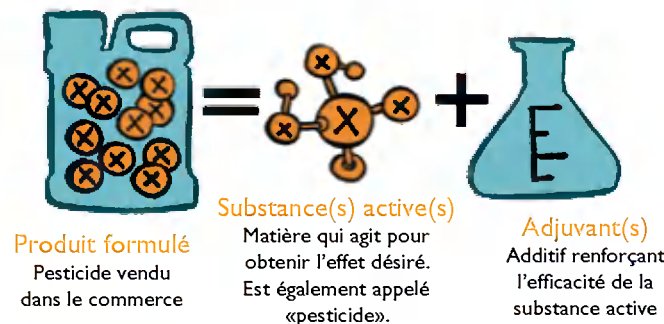 Produit formulé
Pesticide vendu
dans le commerce
Substance(s) active(s)
Matière qui agit pour
obtenir l'effet désiré.
Est également appelé
«pesticide».
Adjuvant(s)
Additif renforçant
l'efficacité de la
substance active